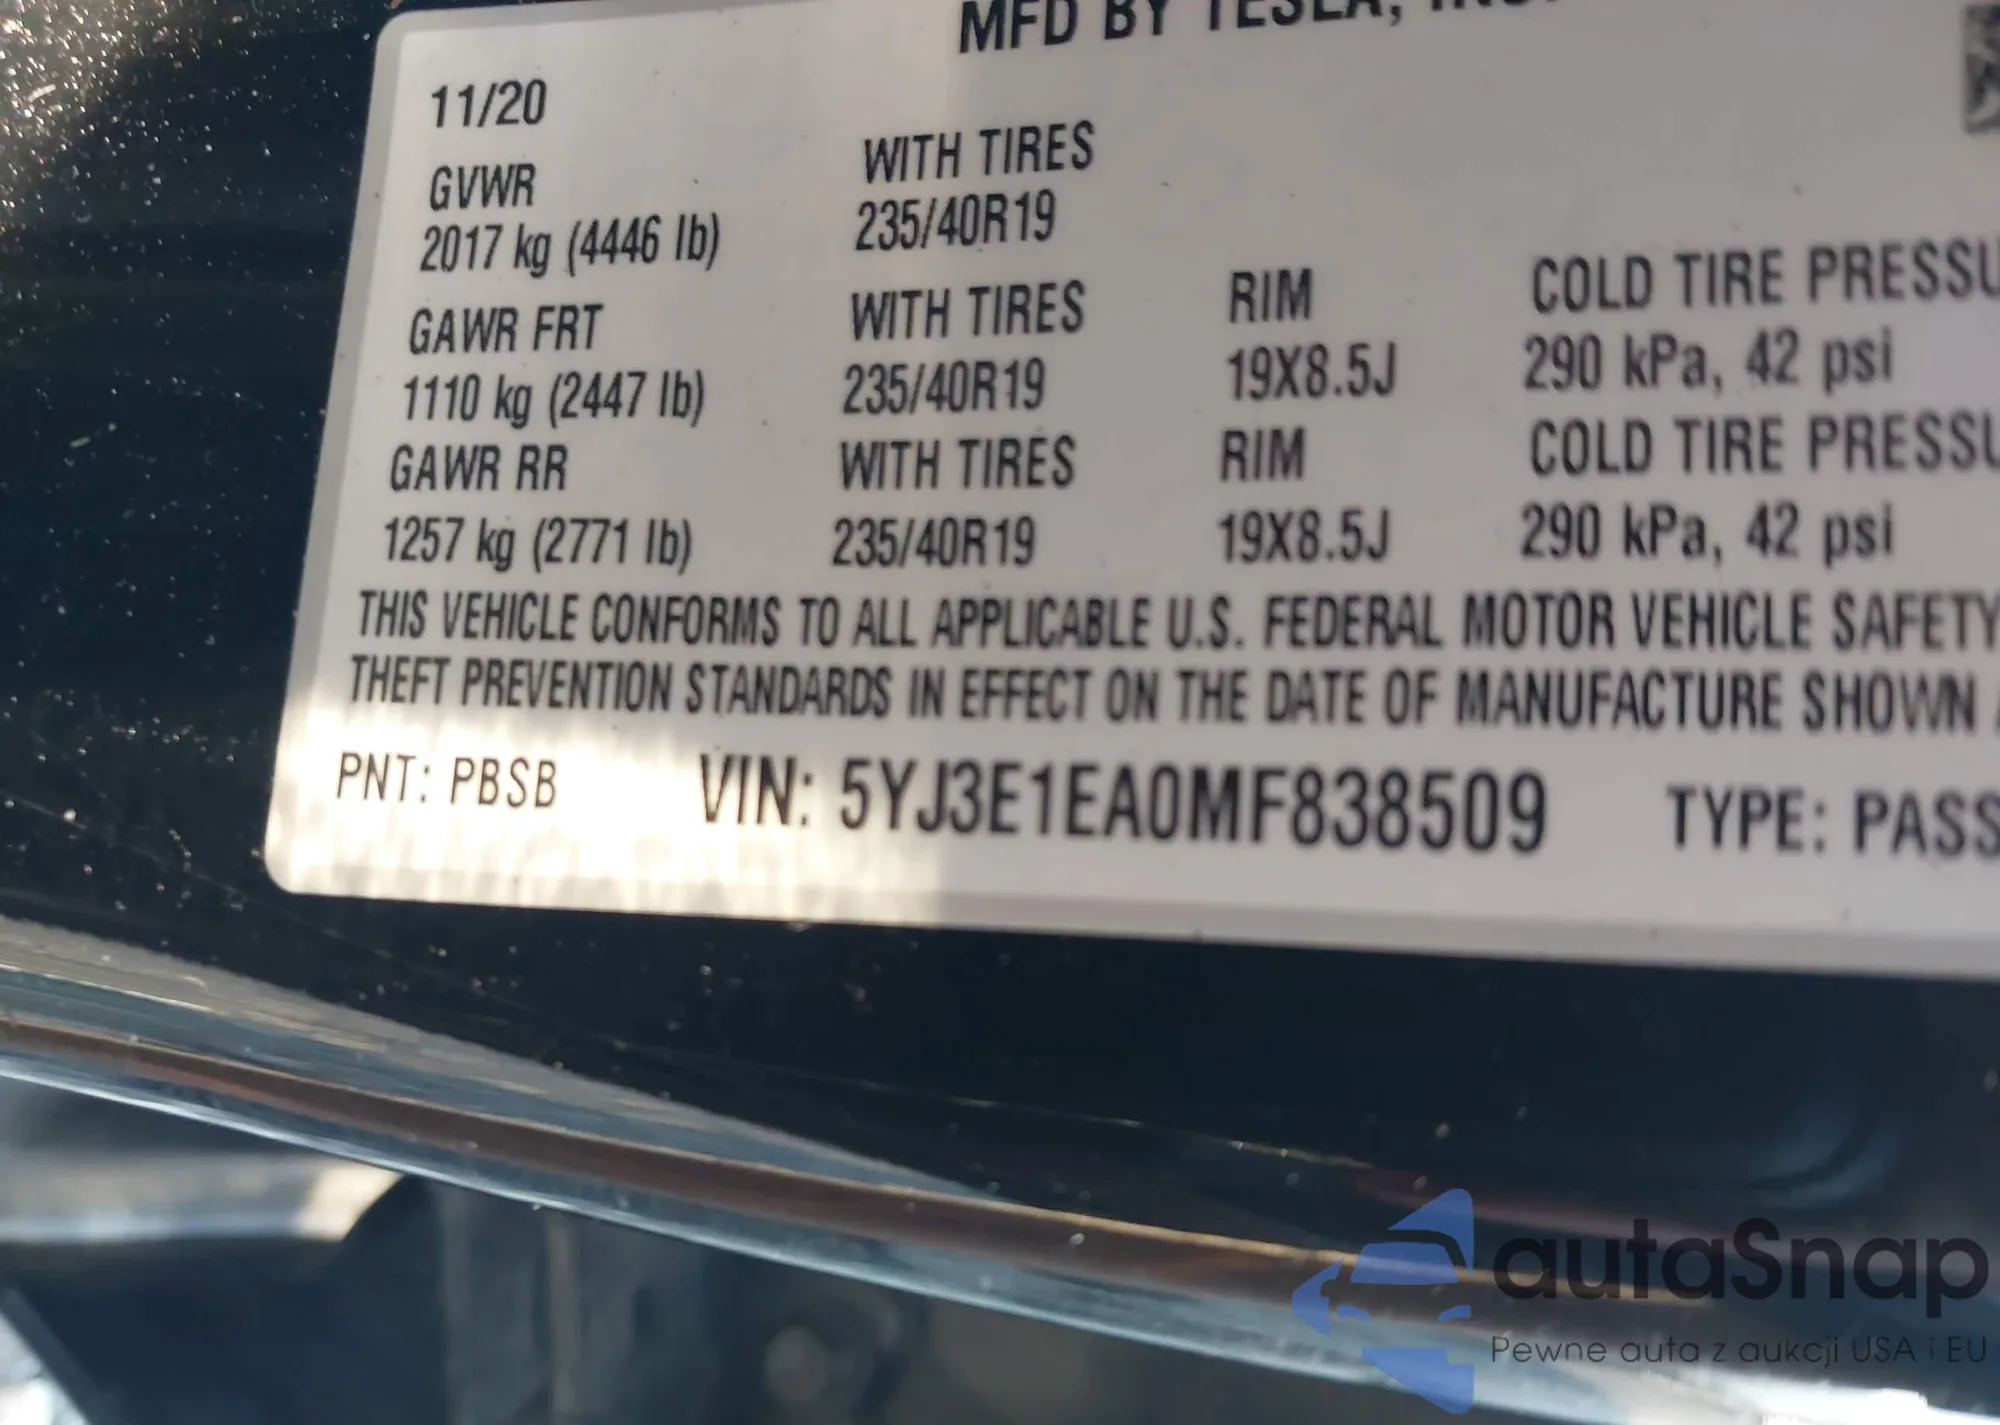 MFD BY TESLA, INC.
11/20
GVWR WITH TIRES
2017 kg (4446 lb) 235/40R19
GAWR FRT WITH TIRES RIM COLD TIRE PRESSU
1110 kg (2447 lb) 235/40R19 19X8.5J 290 kPa, 42 psi
GAWR RR WITH TIRES RIM COLD TIRE PRESSU
1257 kg (2771 lb) 235/40R19 19X8.5J 290 kPa, 42 psi
THIS VEHICLE CONFORMS TO ALL APPLICABLE U.S. FEDERAL MOTOR VEHICLE SAFETY
THEFT PREVENTION STANDARDS IN EFFECT ON THE DATE OF MANUFACTURE SHOWN
PNT: PBSB VIN: 5YJ3E1EA0MF838509 TYPE: PASS
autaSnap
Pewne auta z aukcji USA i EU